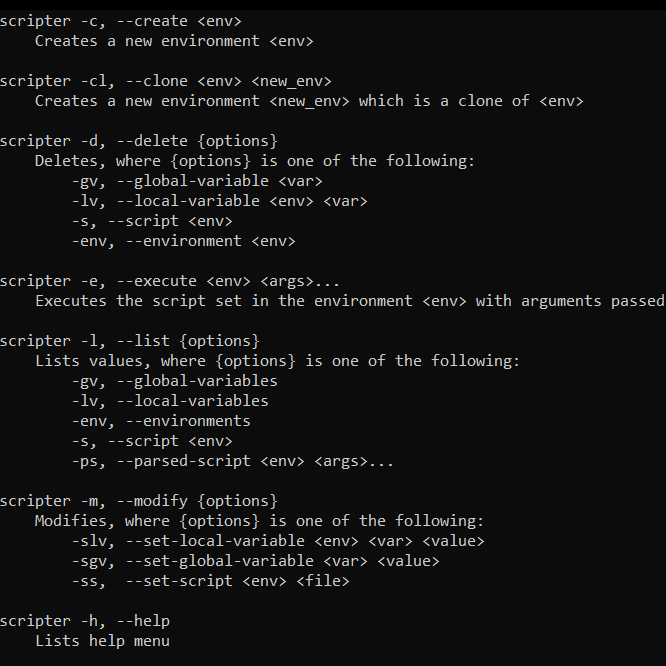 scripter -c, --create <env>
    Creates a new environment <env>

scripter -cl, --clone <env> <new_env>
    Creates a new environment <new_env> which is a clone of <env>

scripter -d, --delete {options}
    Deletes, where {options} is one of the following:
        -gv, --global-variable <var>
        -lv, --local-variable <env> <var>
        -s, --script <env>
        -env, --environment <env>

scripter -e, --execute <env> <args>...
    Executes the script set in the environment <env> with arguments passed

scripter -l, --list {options}
    Lists values, where {options} is one of the following:
        -gv, --global-variables
        -lv, --local-variables
        -env, --environments
        -s, --script <env>
        -ps, --parsed-script <env> <args>...

scripter -m, --modify {options}
    Modifies, where {options} is one of the following:
        -slv, --set-local-variable <env> <var> <value>
        -sgv, --set-global-variable <var> <value>
        -ss,  --set-script <env> <file>

scripter -h, --help
    Lists help menu